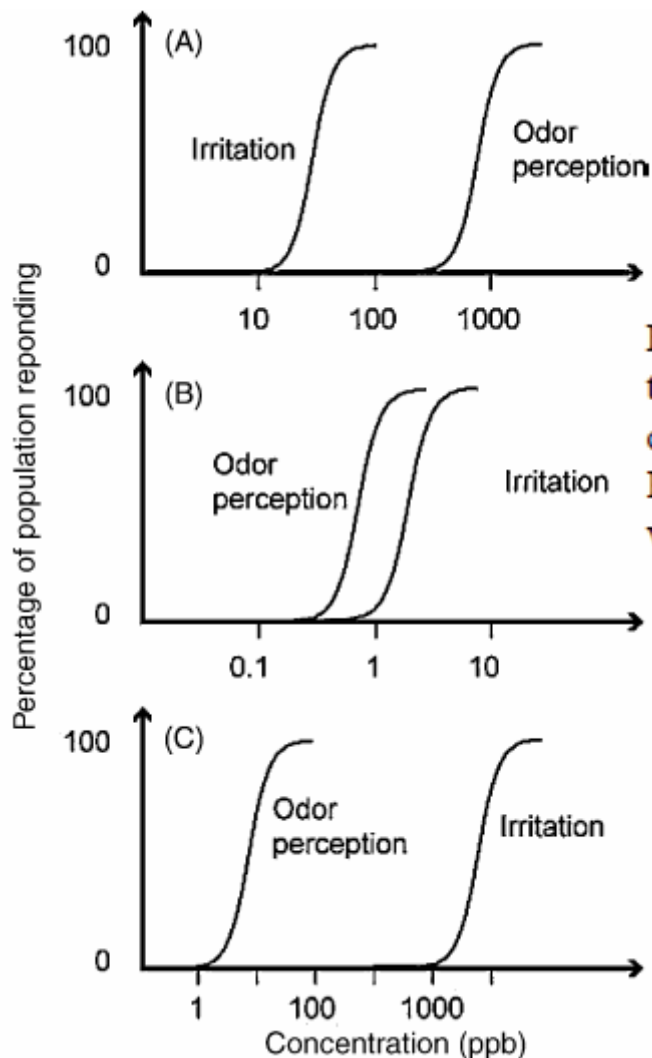 Percentage of population reponding
100
(A)
Irritation
Odor
perception
0
10 100 1000
100
(B)
Odor
perception
Irritation
0
0.1 1 10
100
(C)
Odor
perception
Irritation
0
1 100 1000
Concentration (ppb)